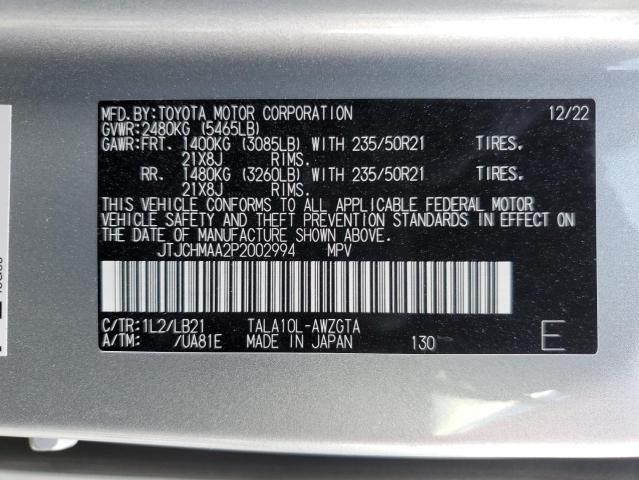 MFD.BY:TOYOTA MOTOR CORPORATION 12/22
GVWR:2480KG (5465LB)
GAWR:FRT. 1400KG (3085LB) WITH 235/50R21 TIRES.
21X8J RIMS.
RR. 1480KG (3260LB) WITH 235/50R21 TIRES.
21X8J RIMS.
THIS VEHICLE CONFORMS TO ALL APPLICABLE FEDERAL MOTOR
VEHICLE SAFETY AND THEFT PREVENTION STANDARDS IN EFFECT ON
THE DATE OF MANUFACTURE SHOWN ABOVE.
JTJCHMAA2P2002994 MPV
C/TR:1L2/LB21 TALA10L-AWZGTA
A/TM: /UA81E MADE IN JAPAN 130 E